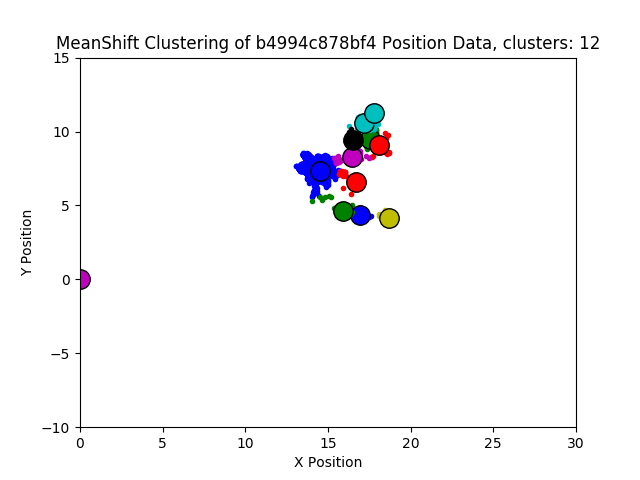 MeanShift Clustering of b4994c878bf4 Position Data, clusters: 12
15
10
5
0
−5
−10
Y Position
0 5 10 15 20 25 30
X Position